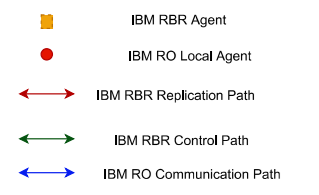 IBM RBR Agent
IBM RO Local Agent
IBM RBR Replication Path
IBM RBR Control Path
IBM RO Communication Path